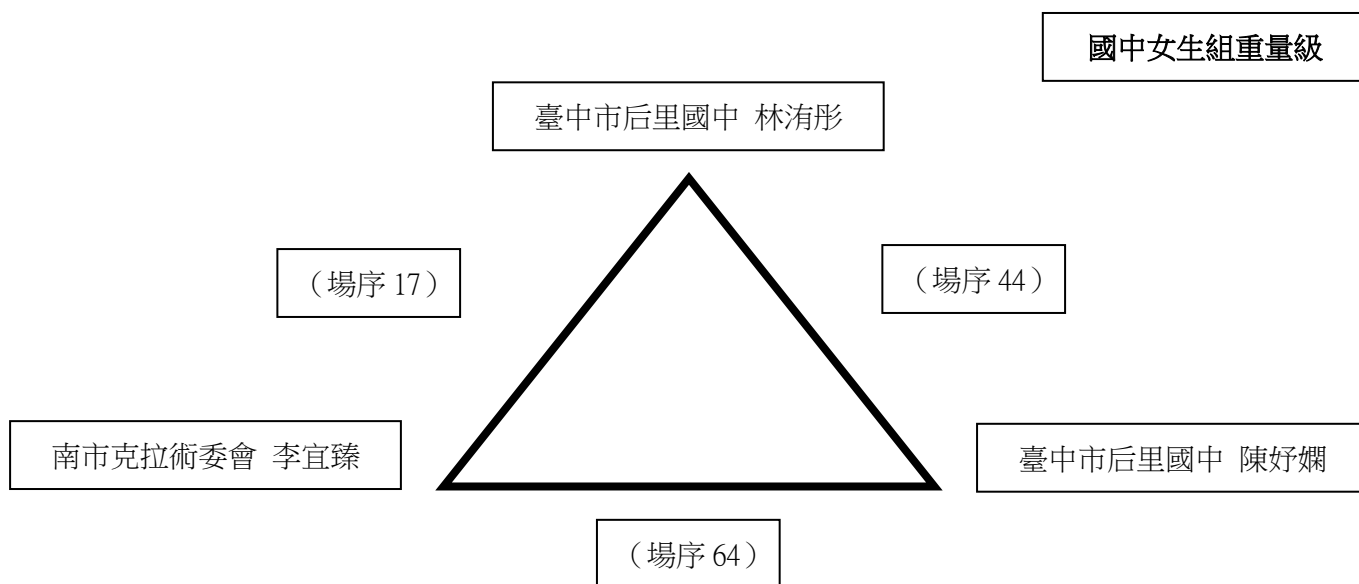 國中女生組重量級
臺中市后里國中 林洧彤
（場序 17）
（場序 44）
南市克拉術委會 李宜臻
臺中市后里國中 陳妤嫻
（場序 64）